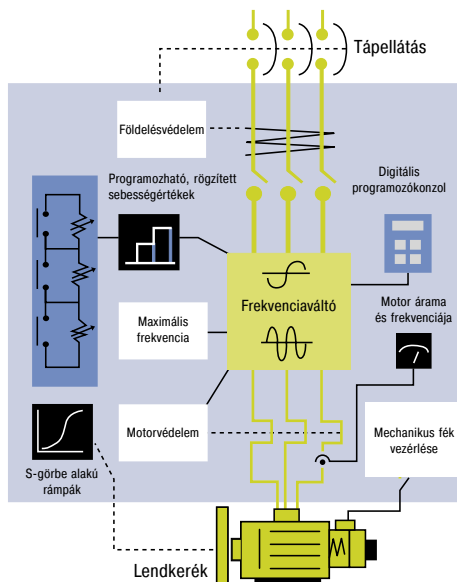 Tápellátás
Földelésvédelem
Programozható, rögzített
sebességértékek
Digitális
programozókonzol
Frekvenciaváltó
Motor árama
és frekvenciája
Maximális
frekvencia
Motorvédelem
Mechanikus fék
vezérlése
S-görbe alakú
rámpák
Lendkerék